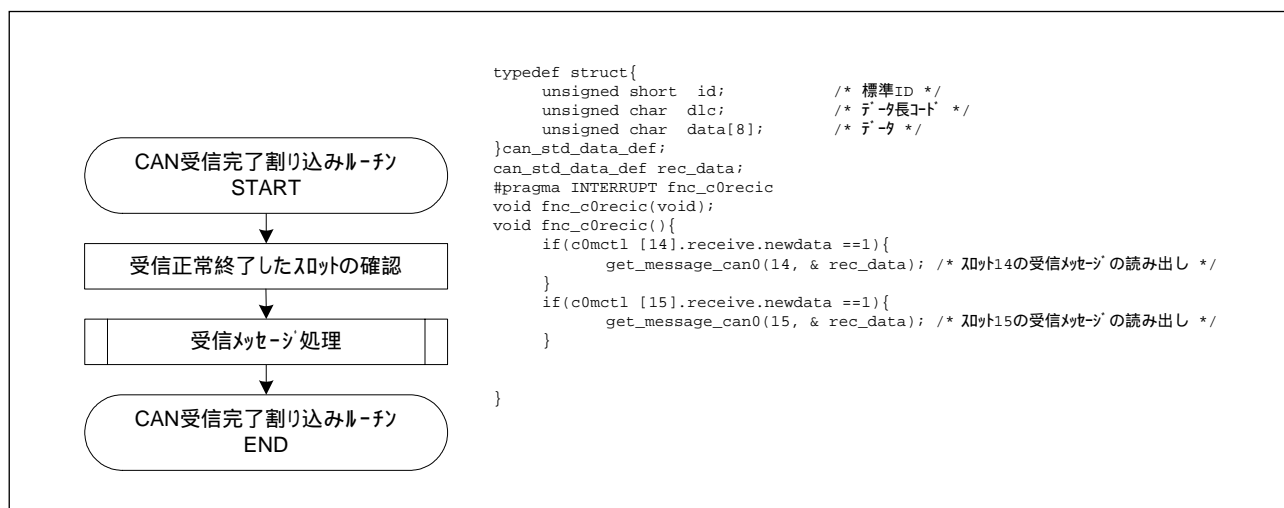 CAN受信完了割り込みﾙｰﾁﾝ
START
受信正常終了したｽﾛｯﾄの確認
受信ﾒｯｾｰｼﾞ処理
CAN受信完了割り込みﾙｰﾁﾝ
END
typedef struct{
unsigned short  id;  /* 標準ID */
unsigned char  dlc;  /* ﾃﾞｰﾀ長ｺｰﾄﾞ */
unsigned char  data[8];  /* ﾃﾞｰﾀ */
}can_std_data_def;
can_std_data_def rec_data;
#pragma INTERRUPT fnc_c0recic
void fnc_c0recic(void);
void fnc_c0recic(){
if(c0mctl [14].receive.newdata ==1){
get_message_can0(14, & rec_data); /* ｽﾛｯﾄ14の受信ﾒｯｾｰｼﾞの読み出し */
}
if(c0mctl [15].receive.newdata ==1){
get_message_can0(15, & rec_data); /* ｽﾛｯﾄ15の受信ﾒｯｾｰｼﾞの読み出し */
}
}